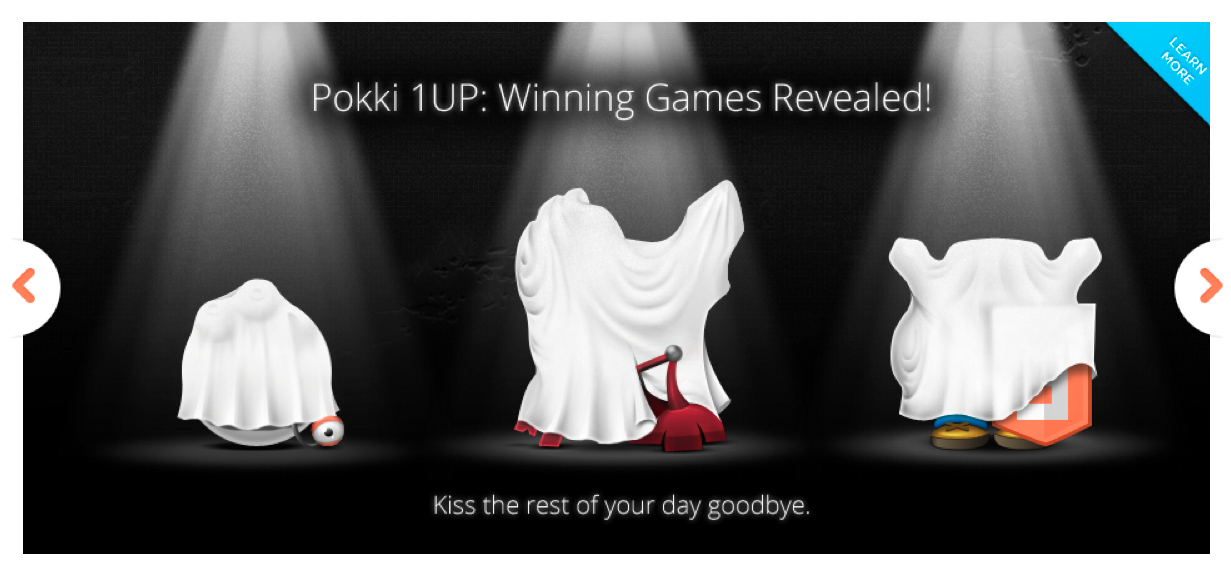 Pokki 1UP: Winning Games Revealed!
LEARN
MORE
Kiss the rest of your day goodbye.